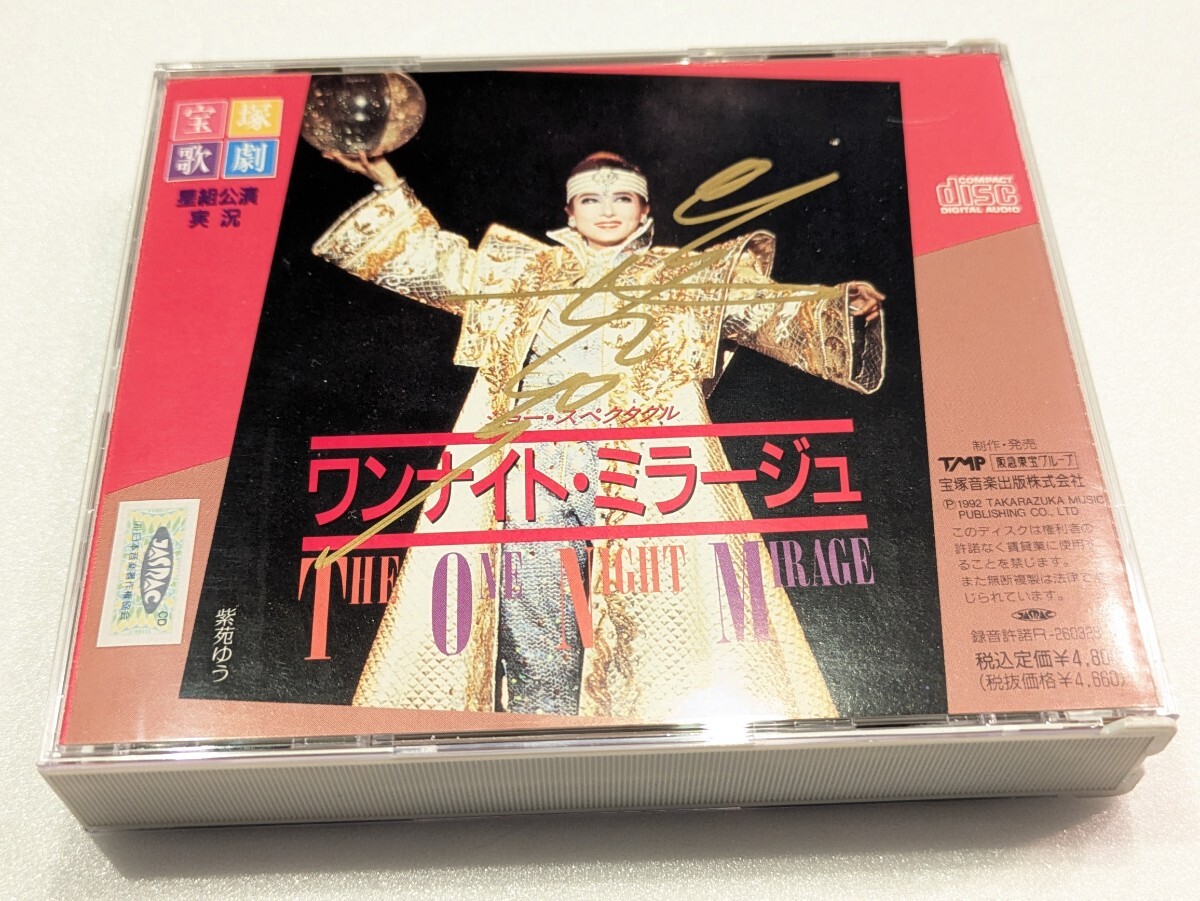 宝塚
歌劇
星組公演
実況
COMPACT
disc
DIGITAL AUDIO
ショー・スペクタクル
ワンナイト・ミラージュ
THE ONE NIGHT MIRAGE
紫苑ゆう
JASRAC
CD
制作・発売
TMP 阪急東宝グループ
宝塚音楽出版株式会社
Ⓟ1992 TAKARAZUKA MUSIC
PUBLISHING CO., LTD
このディスクは権利者の
許諾なく賃貸業に使用す
ることを禁じます。
また無断複製は法律で
じられています。
JASRAC
録音許諾R-260329
税込定価¥4,80
(税抜価格¥4,660)